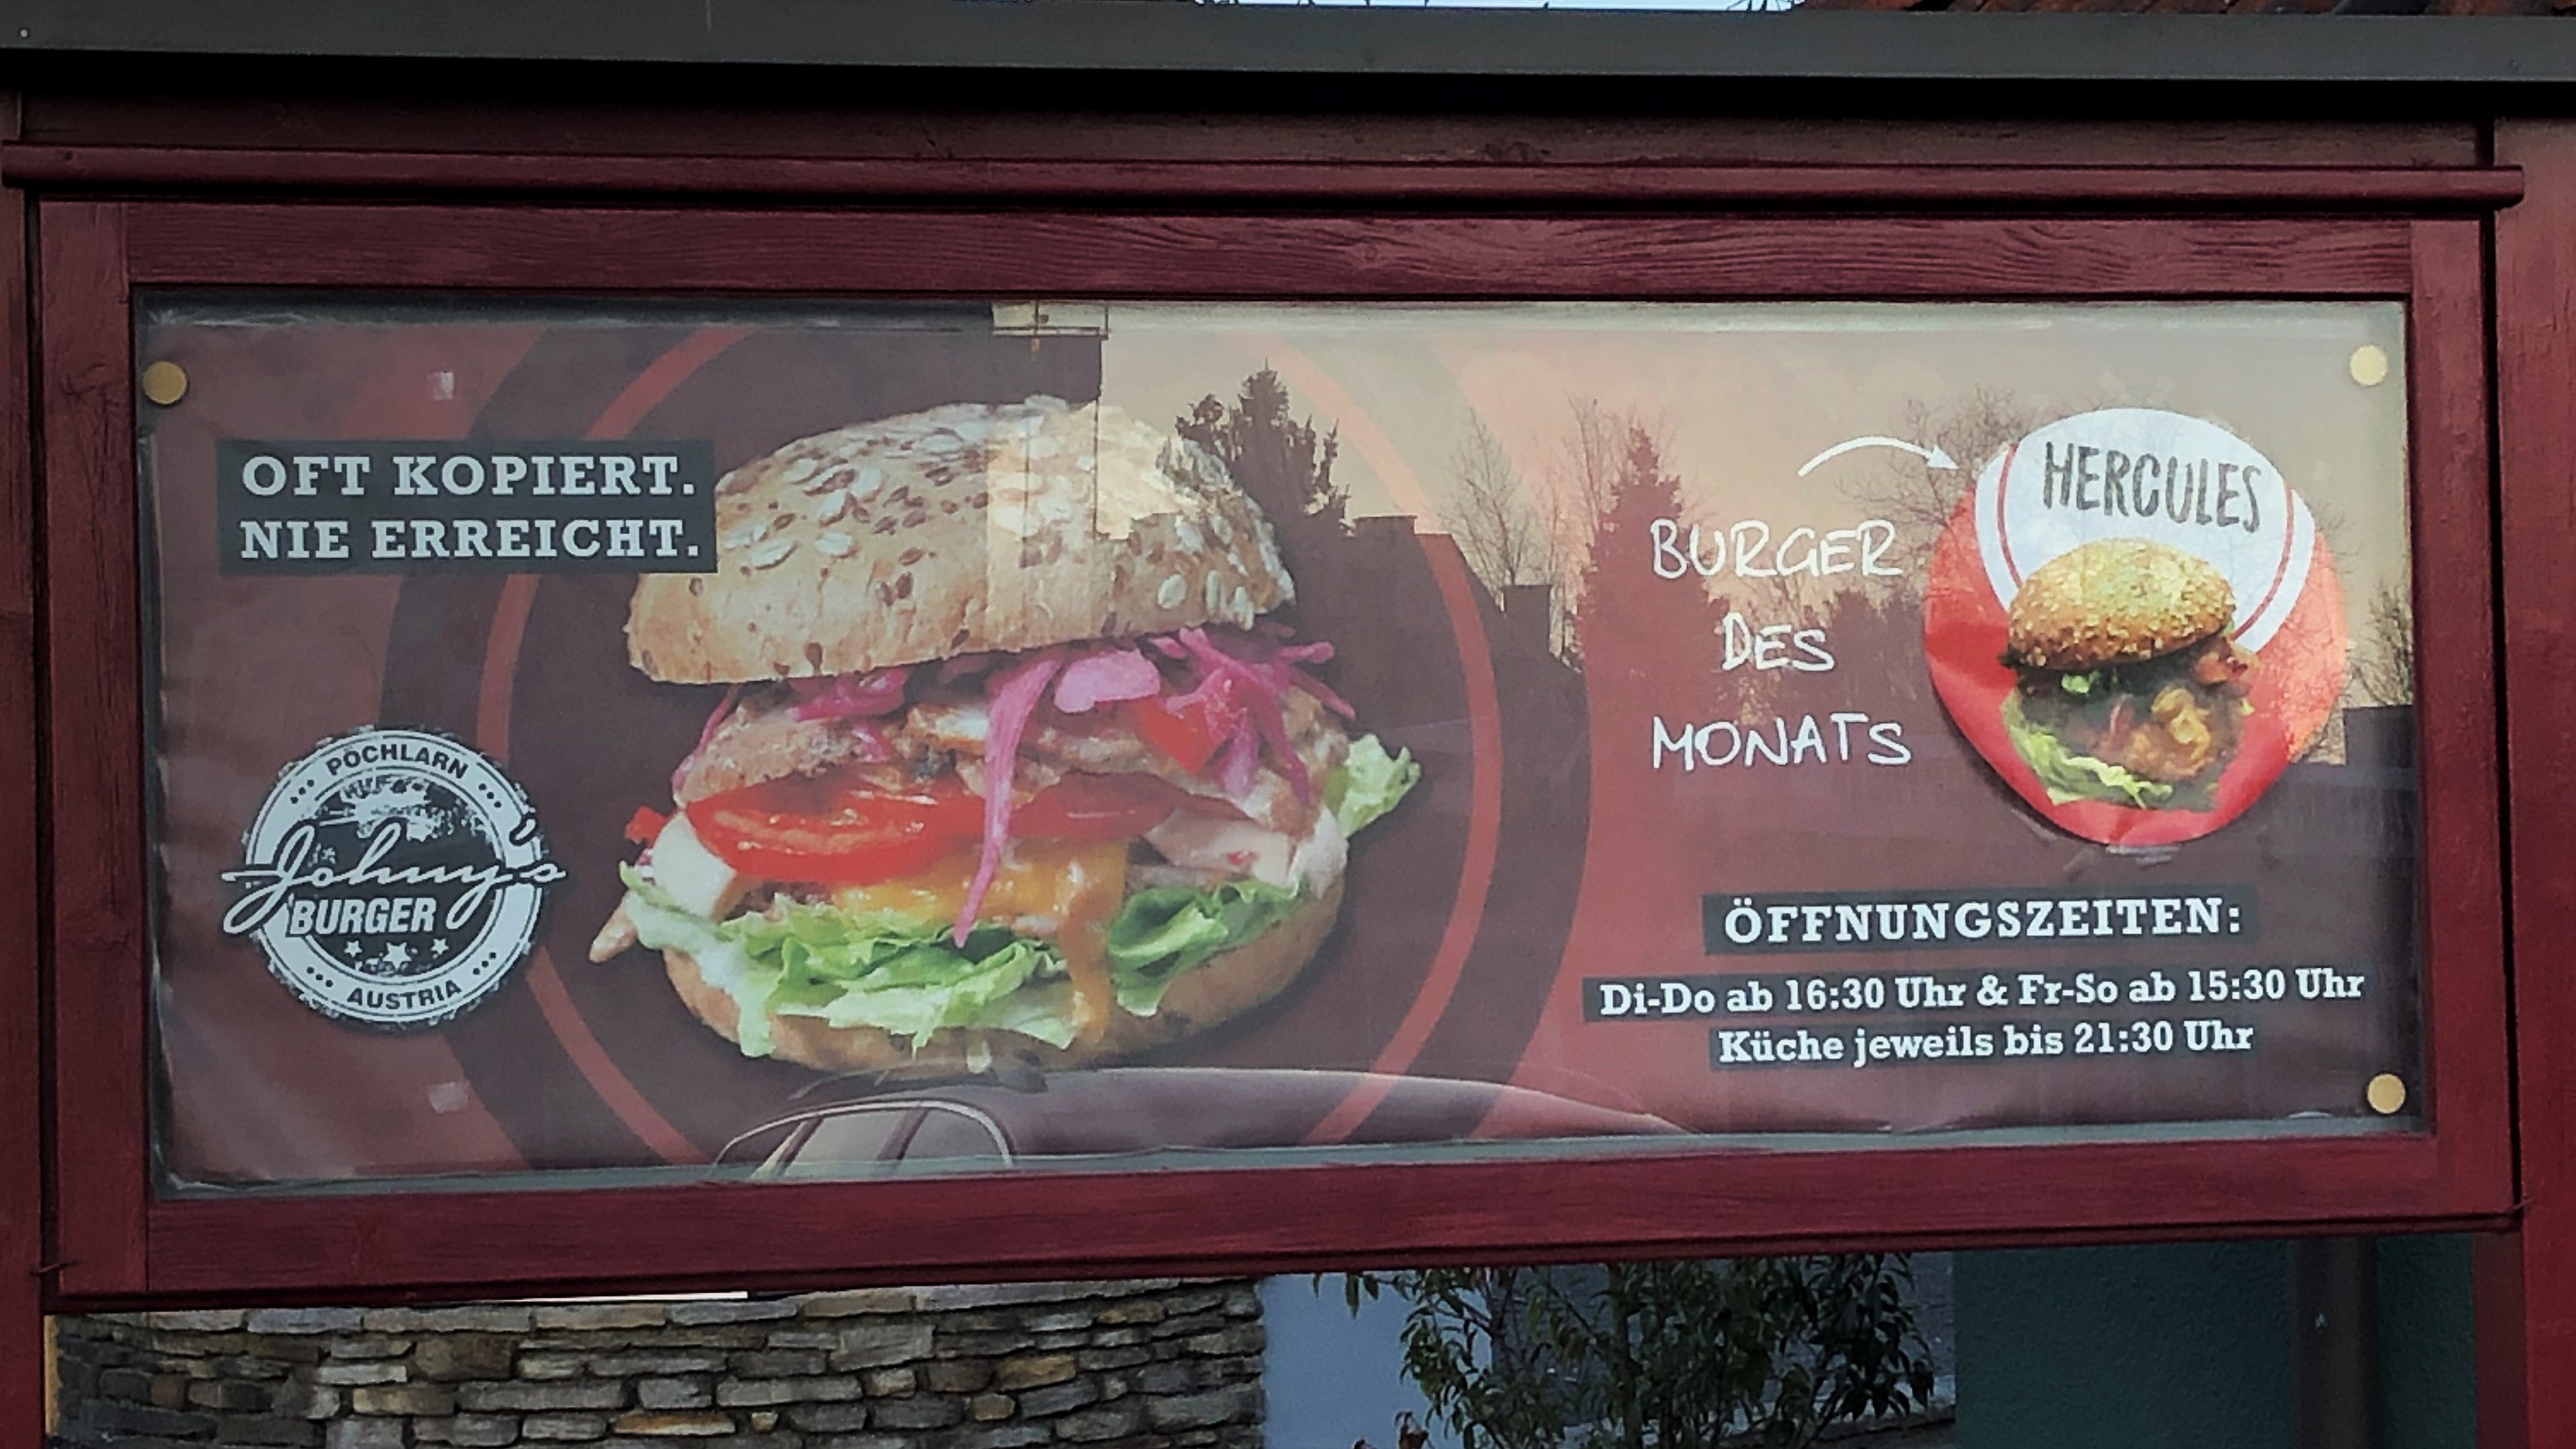 OFT KOPIERT.
NIE ERREICHT.
PÖCHLARN
Johny's
BURGER
AUSTRIA
BURGER
DES
MONATS
HERCULES
ÖFFNUNGSZEITEN:
Di-Do ab 16:30 Uhr & Fr-So ab 15:30 Uhr
Küche jeweils bis 21:30 Uhr